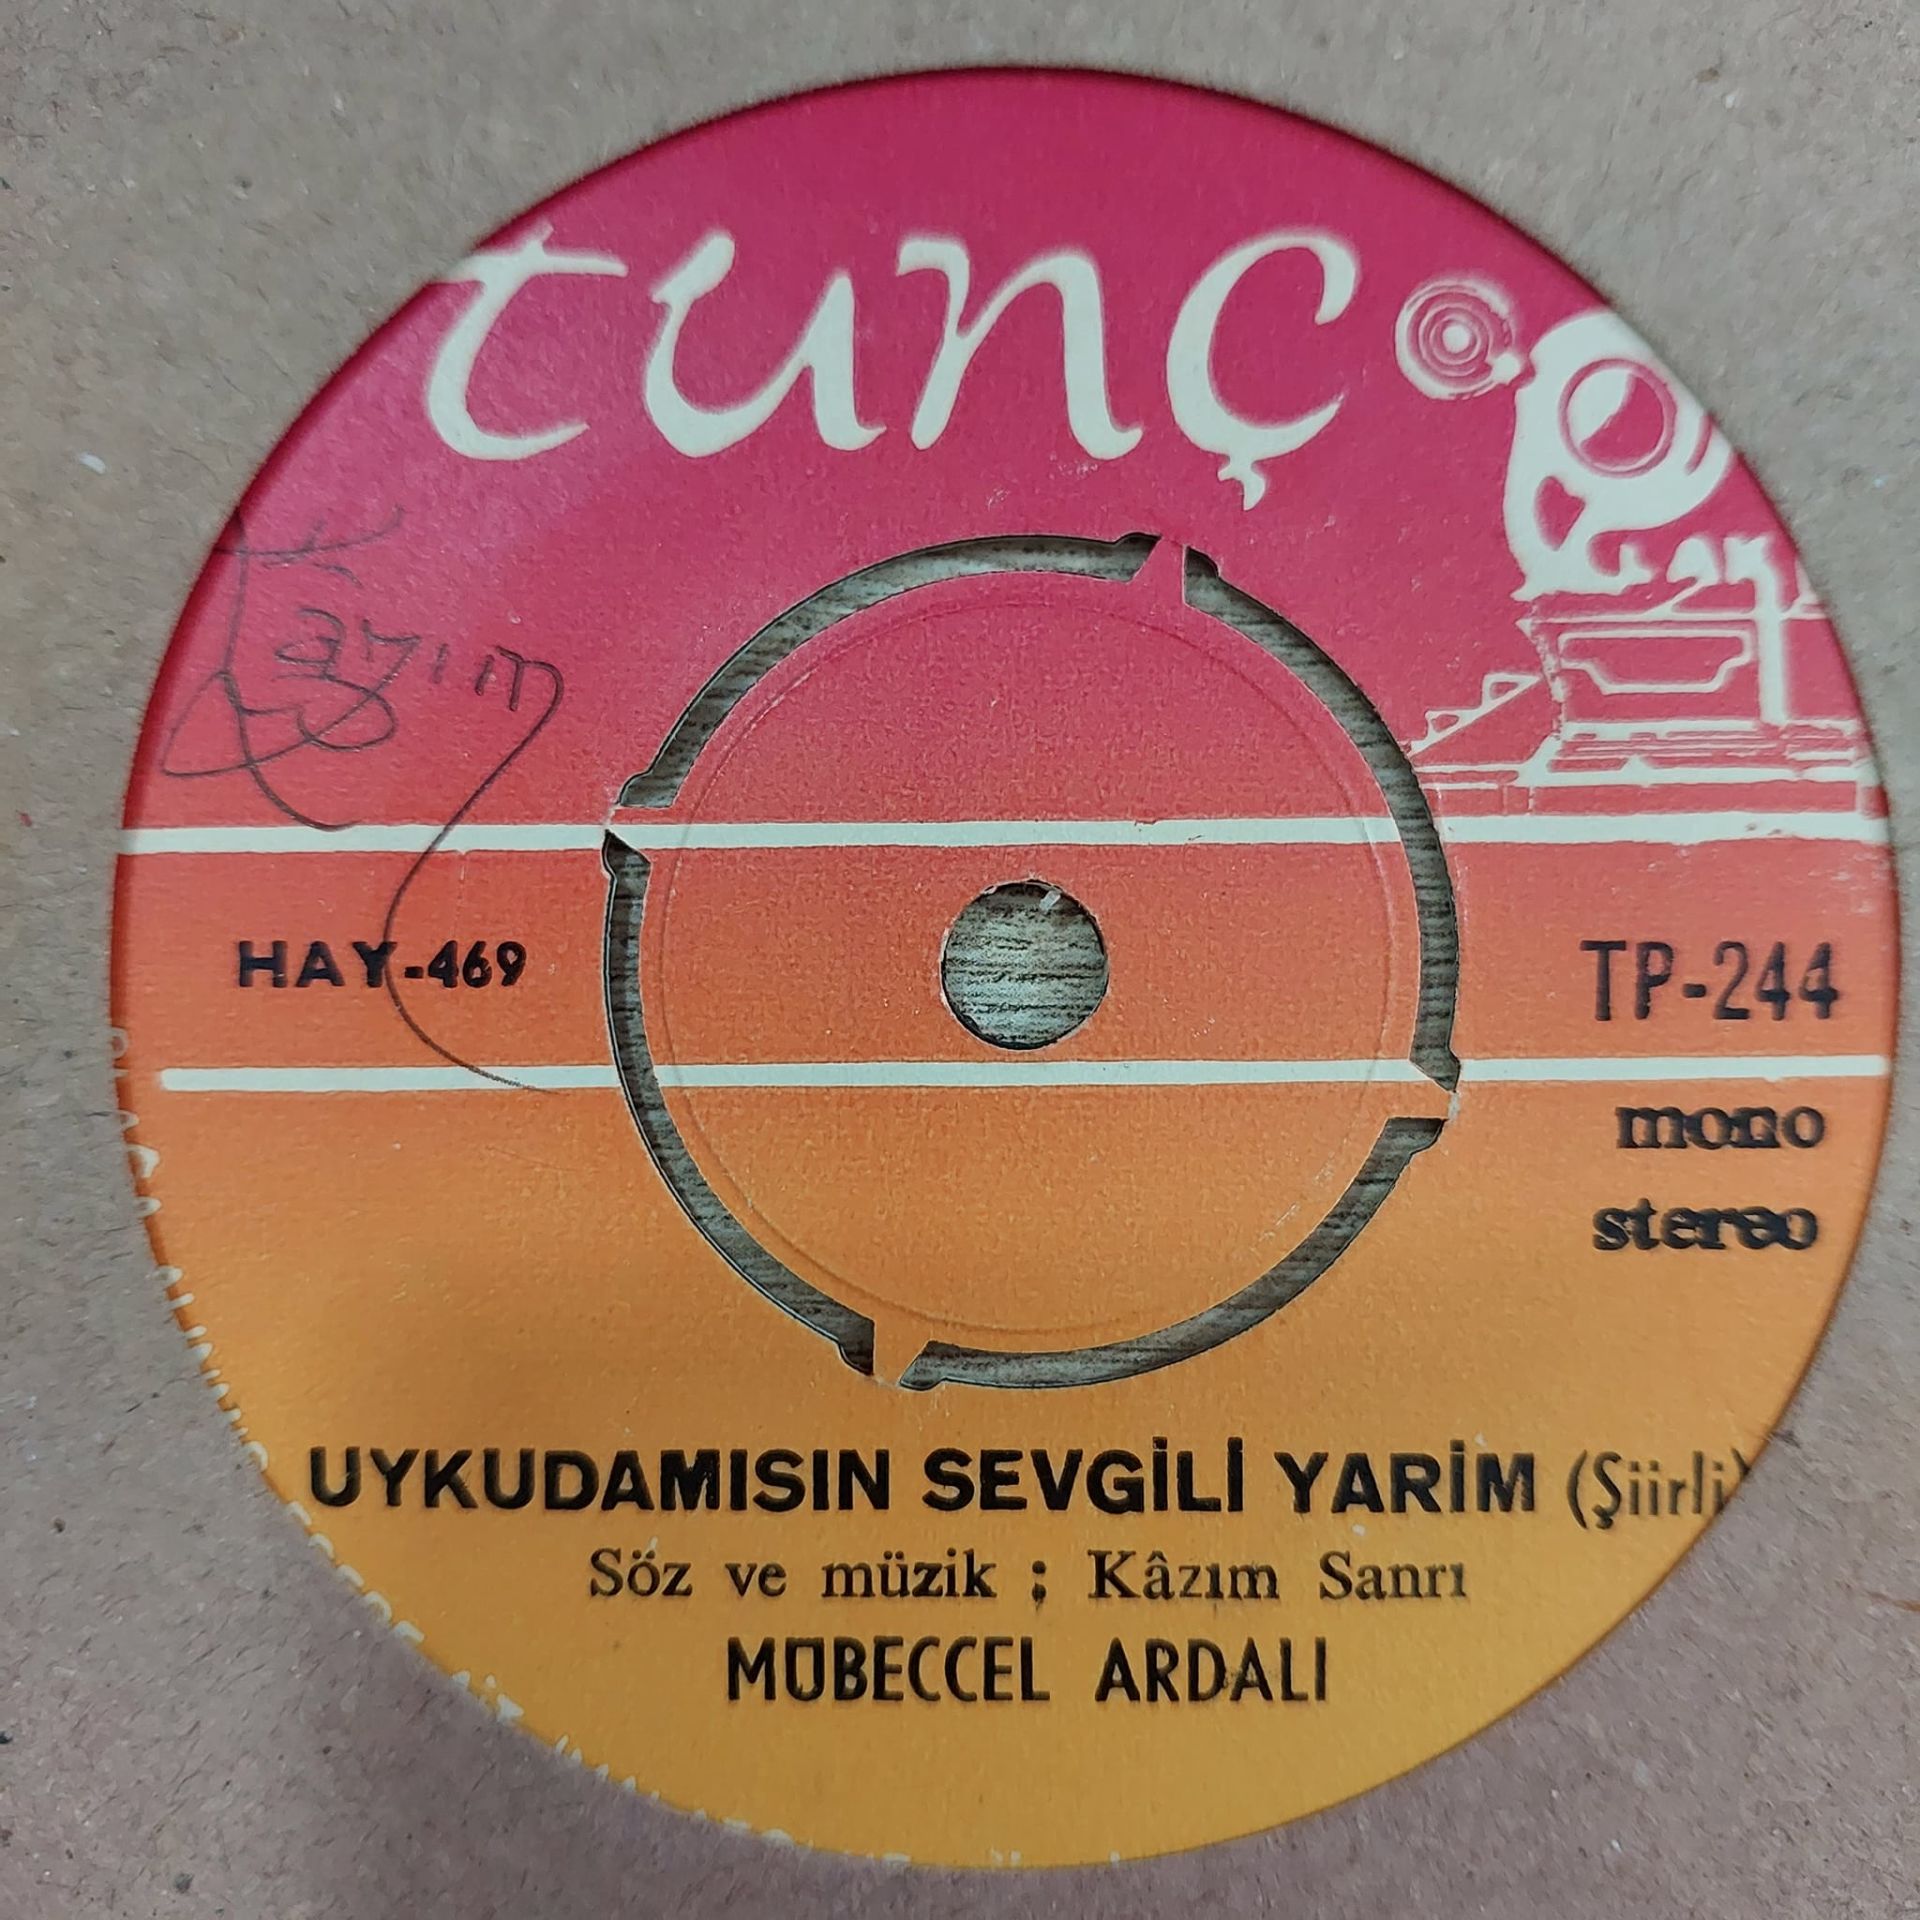 tunç
Kazım
HAY-469
TP-244
mono
stereo
UYKUDAMISIN SEVGİLİ YARİM (Şiirli)
Söz ve müzik : Kâzım Sanrı
MÜBECCEL ARDALI